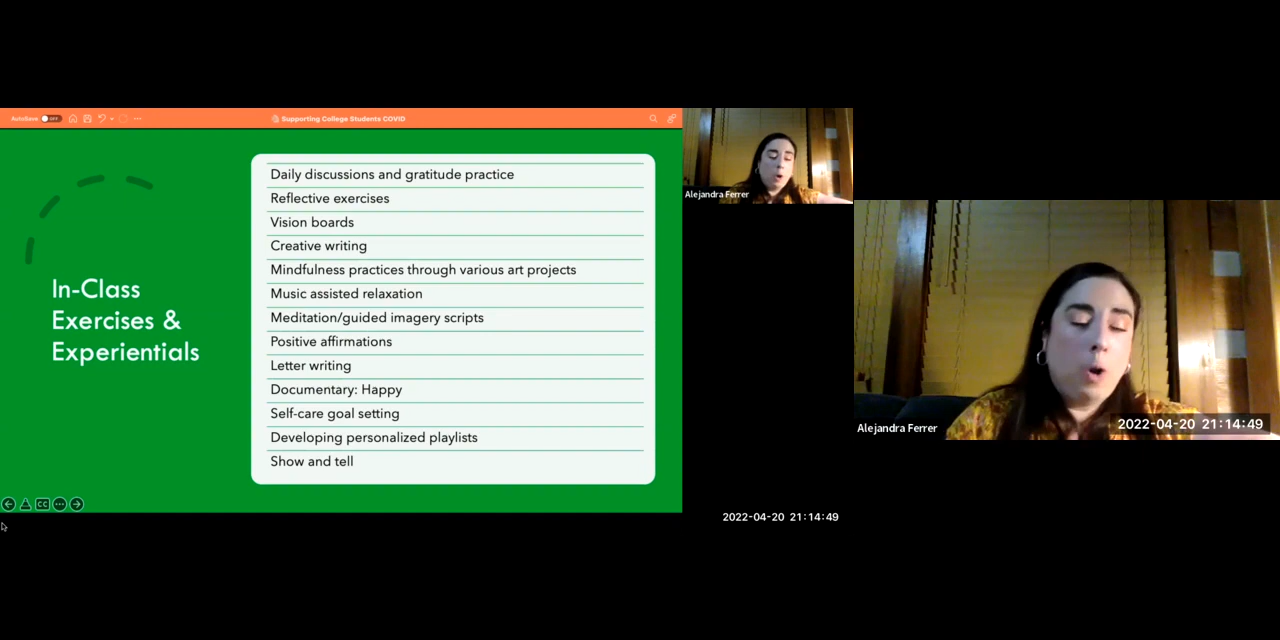 AutoSave OFF
Supporting College Students COVID
In-Class
Exercises &
Experientials
Daily discussions and gratitude practice
Reflective exercises
Vision boards
Creative writing
Mindfulness practices through various art projects
Music assisted relaxation
Meditation/guided imagery scripts
Positive affirmations
Letter writing
Documentary: Happy
Self-care goal setting
Developing personalized playlists
Show and tell
CC
Alejandra Ferrer
2022-04-20 21:14:49
Alejandra Ferrer
2022-04-20 21:14:49